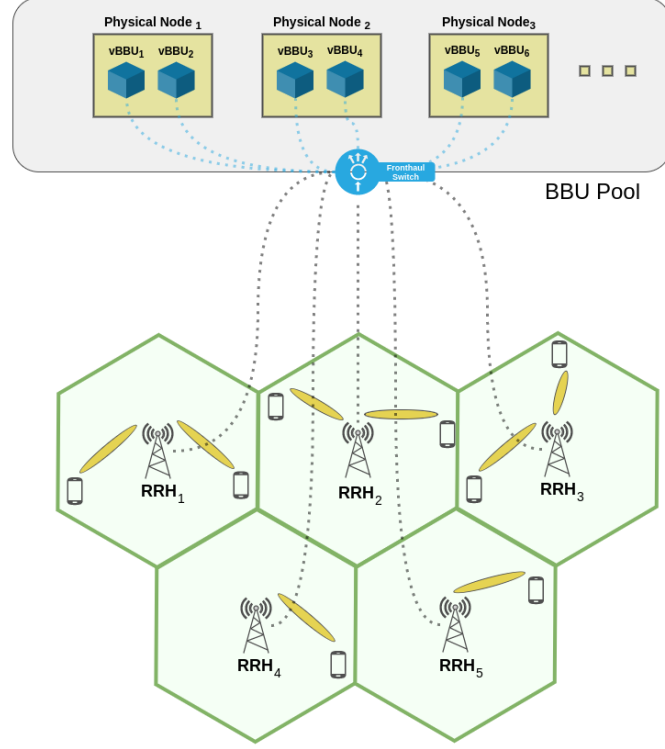 Physical Node 1 Physical Node 2 Physical Node3
vBBU1 vBBU2 vBBU3 vBBU4 vBBU5 vBBU6
Fronthaul
Switch
BBU Pool
RRH1 RRH2 RRH3
RRH4 RRH5